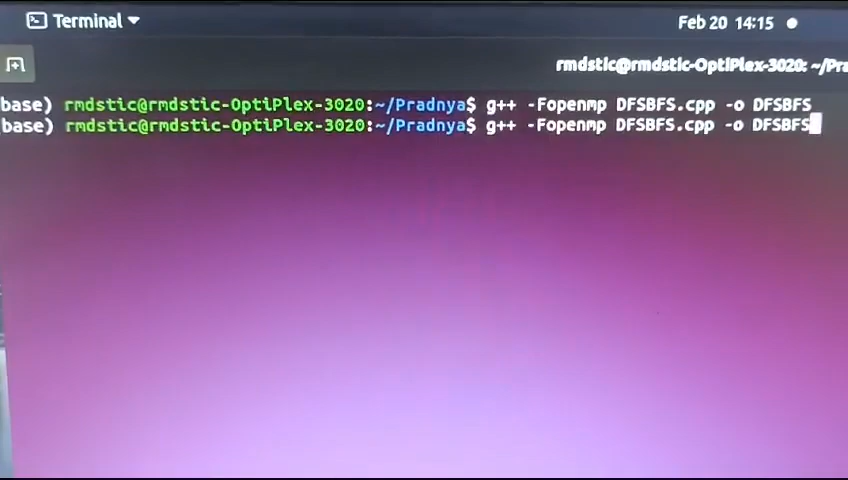 Terminal
Feb 20 14:15
rmdstic@rmdstic-OptiPlex-3020: ~/Pra
base) rmdstic@rmdstic-OptiPlex-3020:~/Pradnya$ g++ -Fopenmp DFSBFS.cpp -o DFSBFS
base) rmdstic@rmdstic-OptiPlex-3020:~/Pradnya$ g++ -Fopenmp DFSBFS.cpp -o DFSBFS